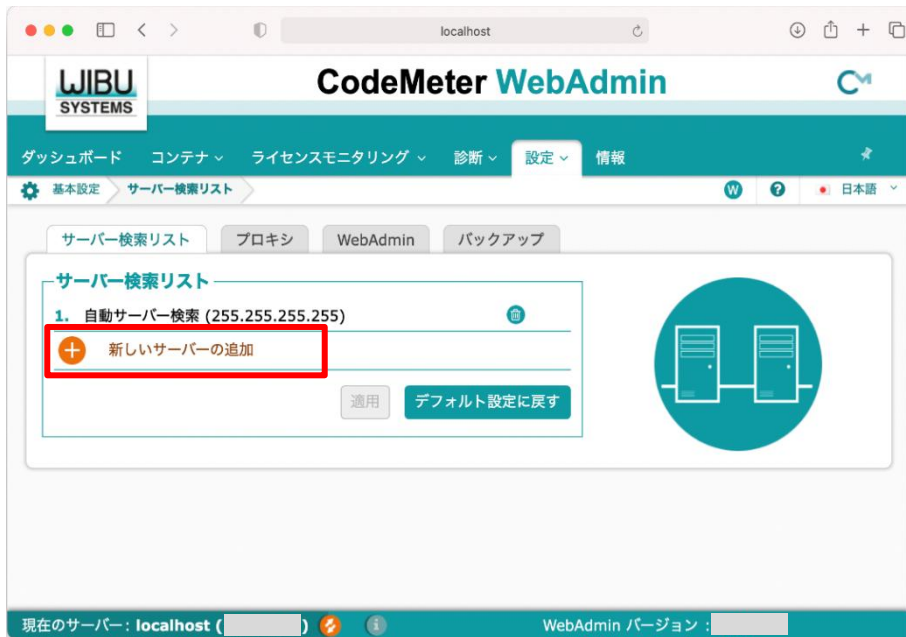 localhost
WIBU
SYSTEMS
CodeMeter WebAdmin
CM
ダッシュボード コンテナ ライセンスモニタリング 診断 設定 情報
基本設定 サーバー検索リスト W ? 日本語
サーバー検索リスト プロキシ WebAdmin バックアップ
サーバー検索リスト
1. 自動サーバー検索 (255.255.255.255)
新しいサーバーの追加
適用 デフォルト設定に戻す
現在のサーバー: localhost ( ) i WebAdmin バージョン :